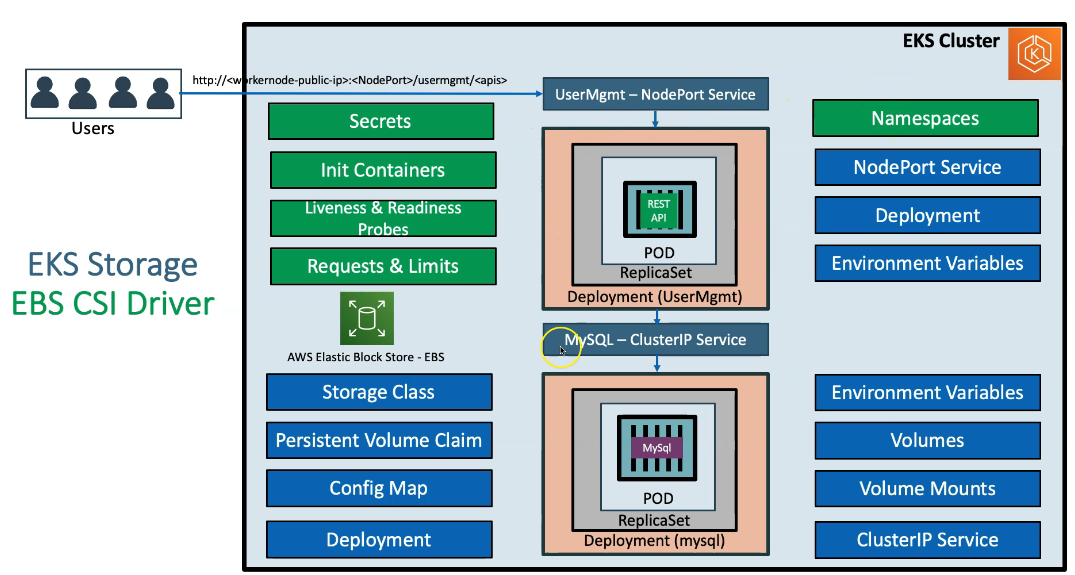 EKS Cluster
http://<workernode-public-ip>:<NodePort>/usermgmt/<apis>
Users
UserMgmt – NodePort Service
Secrets
Init Containers
Liveness & Readiness
Probes
Requests & Limits
EKS Storage
EBS CSI Driver
AWS Elastic Block Store - EBS
Storage Class
Persistent Volume Claim
Config Map
Deployment
REST
API
POD
ReplicaSet
Deployment (UserMgmt)
MySQL – ClusterIP Service
MySql
POD
ReplicaSet
Deployment (mysql)
Namespaces
NodePort Service
Deployment
Environment Variables
Environment Variables
Volumes
Volume Mounts
ClusterIP Service